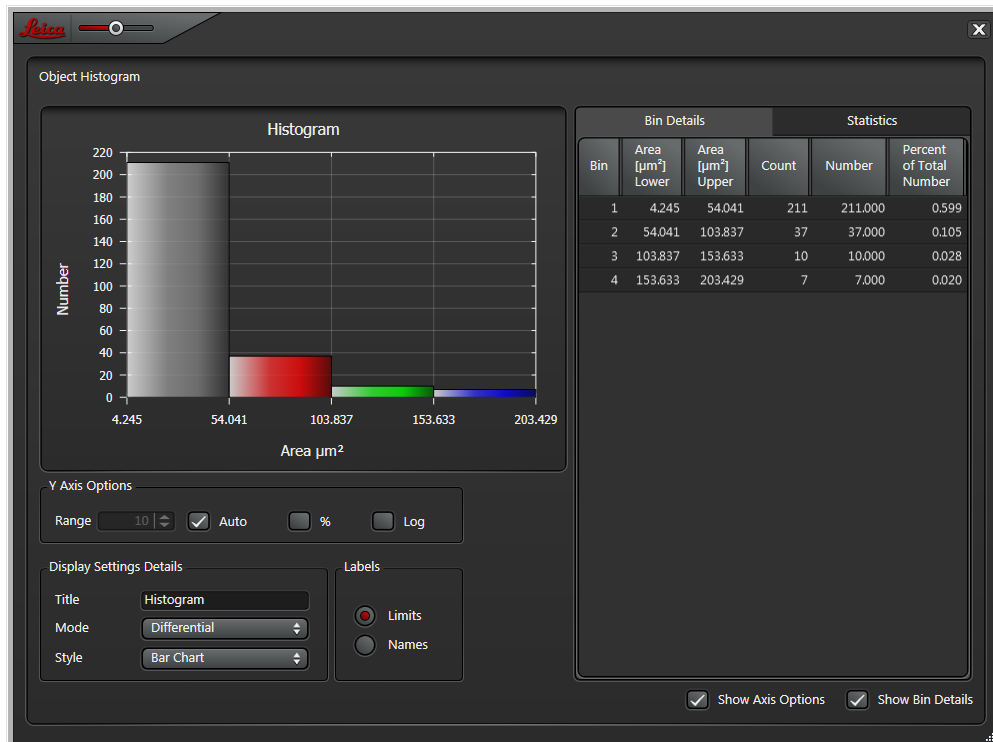 Leica
Object Histogram
Histogram
Number
220
200
180
160
140
120
100
80
60
40
20
0
4.245 54.041 103.837 153.633 203.429
Area µm²
Bin Details Statistics
Bin Area [µm²] Lower Area [µm²] Upper Count Number Percent of Total Number
1 4.245 54.041 211 211.000 0.599
2 54.041 103.837 37 37.000 0.105
3 103.837 153.633 10 10.000 0.028
4 153.633 203.429 7 7.000 0.020
Y Axis Options
Range 10 Auto % Log
Display Settings Details
Title Histogram
Mode Differential
Style Bar Chart
Labels
Limits
Names
Show Axis Options Show Bin Details